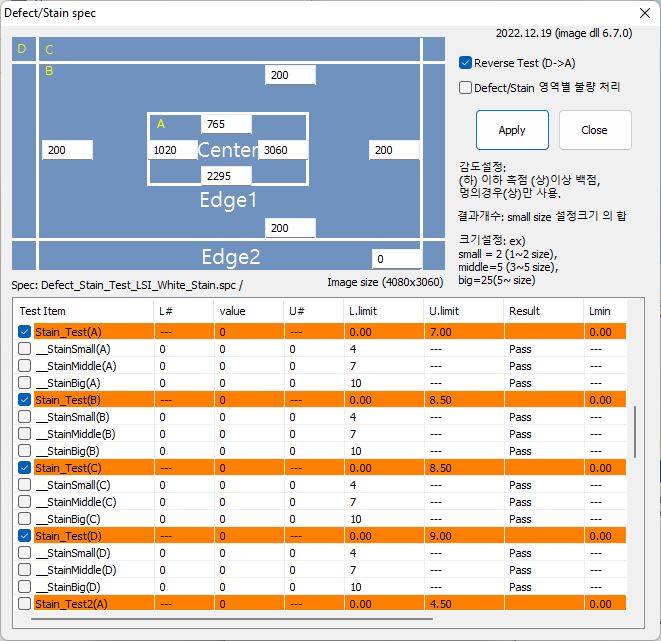 Defect/Stain spec
2022.12.19 (image dll 6.7.0)
D C
B
200
Reverse Test (D->A)
Defect/Stain 영역별 불량 처리
A 765
200 1020 Center 3060 200
2295
Edge1
200
Edge2
0
Apply Close
감도설정:
(하) 이하 흑점 (상)이상 백점,
멍의경우(상)만 사용.
결과개수: small size 설정크기 의 합
크기설정: ex)
small = 2 (1~2 size),
middle=5 (3~5 size),
big=25(5~ size)
Spec: Defect_Stain_Test_LSI_White_Stain.spc / Image size (4080x3060)
Test Item L# value U# L.limit U.limit Result Lmin
Stain_Test(A) --- 0 --- 0.00 7.00 0.00
__StainSmall(A) 0 0 0 4 --- Pass ---
__StainMiddle(A) 0 0 0 7 --- Pass ---
__StainBig(A) 0 0 0 10 --- Pass ---
Stain_Test(B) --- 0 --- 0.00 8.50 0.00
__StainSmall(B) 0 0 0 4 --- Pass ---
__StainMiddle(B) 0 0 0 7 --- Pass ---
__StainBig(B) 0 0 0 10 --- Pass ---
Stain_Test(C) --- 0 --- 0.00 8.50 0.00
__StainSmall(C) 0 0 0 4 --- Pass ---
__StainMiddle(C) 0 0 0 7 --- Pass ---
__StainBig(C) 0 0 0 10 --- Pass ---
Stain_Test(D) --- 0 --- 0.00 9.00 0.00
__StainSmall(D) 0 0 0 4 --- Pass ---
__StainMiddle(D) 0 0 0 7 --- Pass ---
__StainBig(D) 0 0 0 10 --- Pass ---
Stain_Test2(A) --- 0 --- 0.00 4.50 0.00